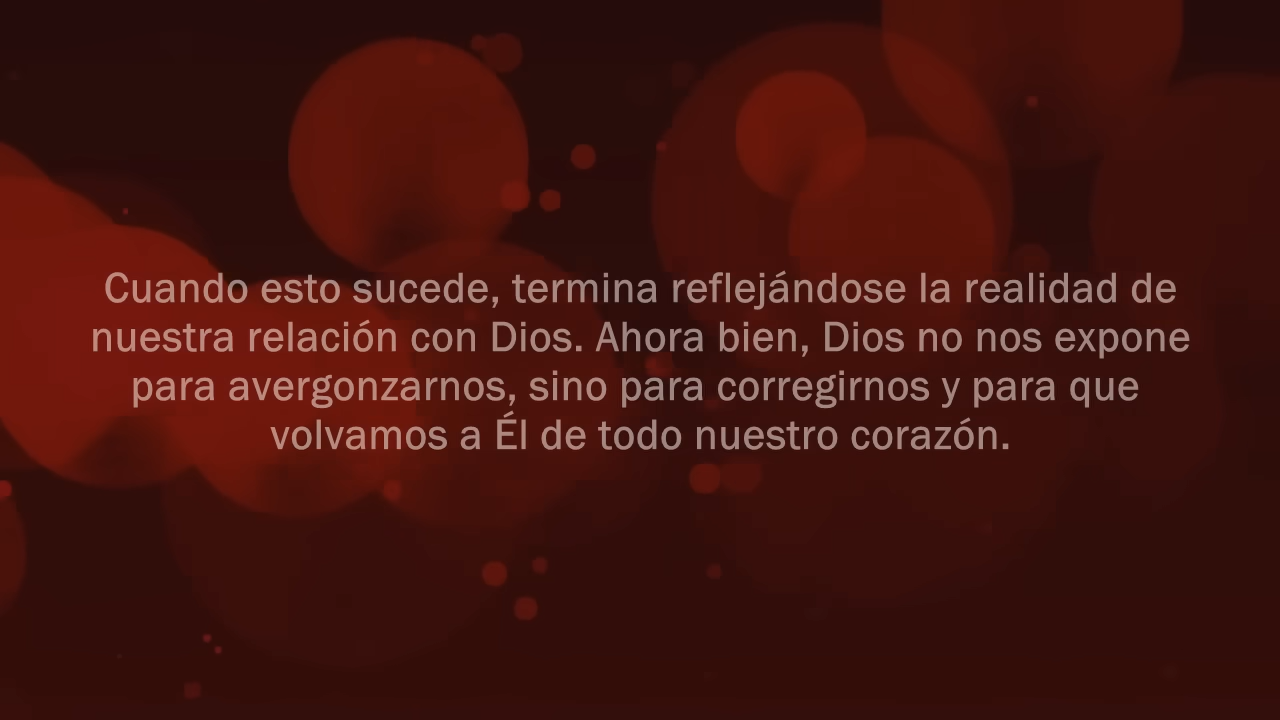 Cuando esto sucede, termina reflejándose la realidad de
nuestra relación con Dios. Ahora bien, Dios no nos expone
para avergonzarnos, sino para corregirnos y para que
volvamos a Él de todo nuestro corazón.